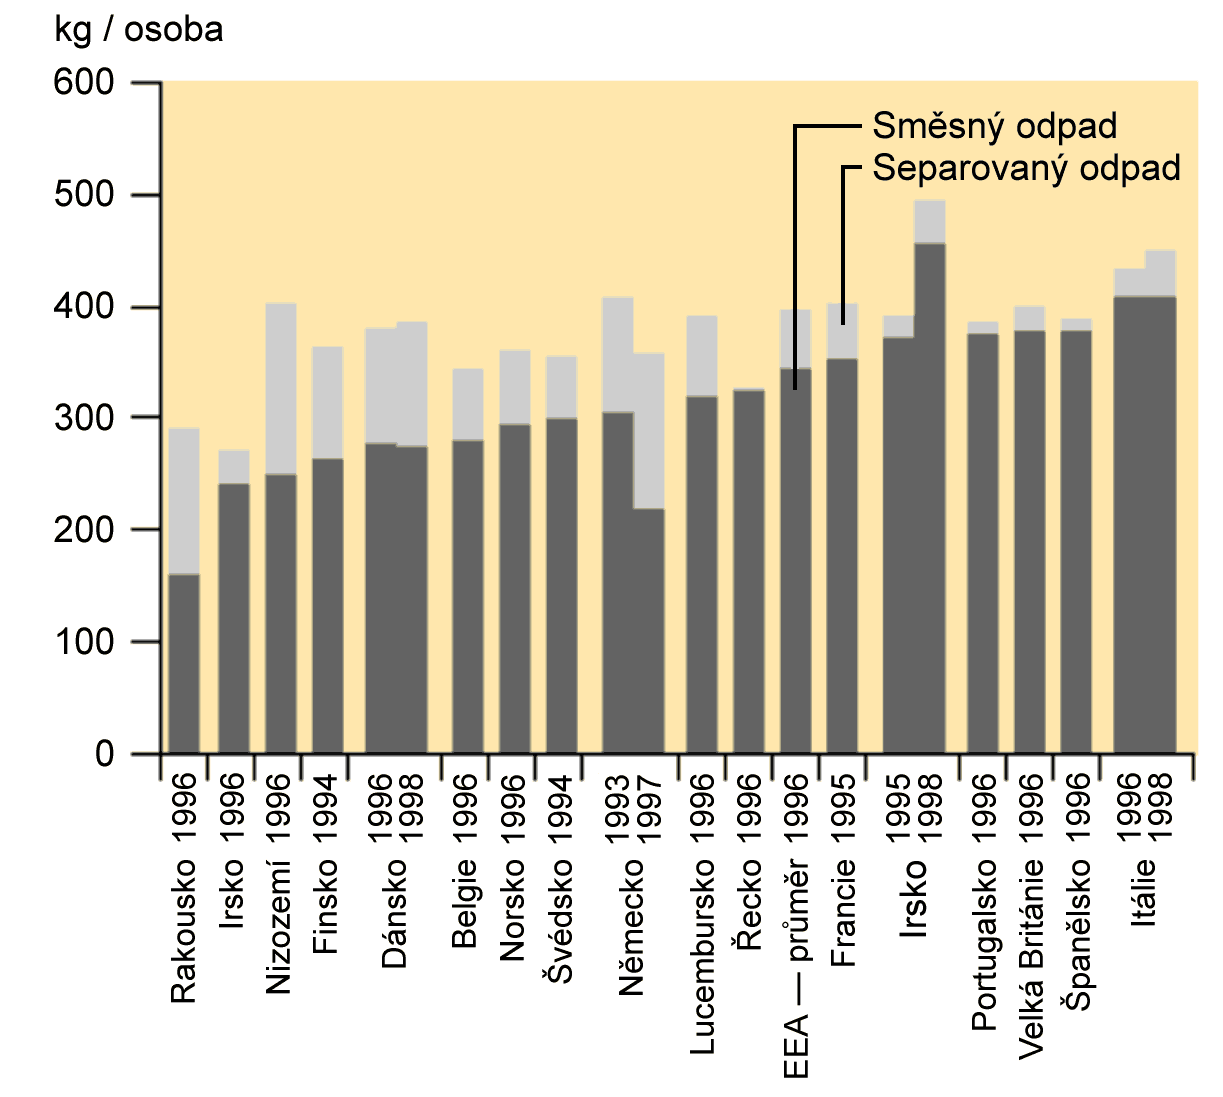 kg / osoba
600
500
400
300
200
100
0
Směsný odpad
Separovaný odpad
Rakousko 1996
Irsko 1996
Nizozemí 1996
Finsko 1994
Dánsko 1996
1998
Belgie 1996
Norsko 1996
Švédsko 1994
Německo 1993
1997
Lucembursko 1996
Řecko 1996
EEA — průměr 1996
Francie 1995
Irsko 1995
1998
Portugalsko 1996
Velká Británie 1996
Španělsko 1996
Itálie 1996
1998